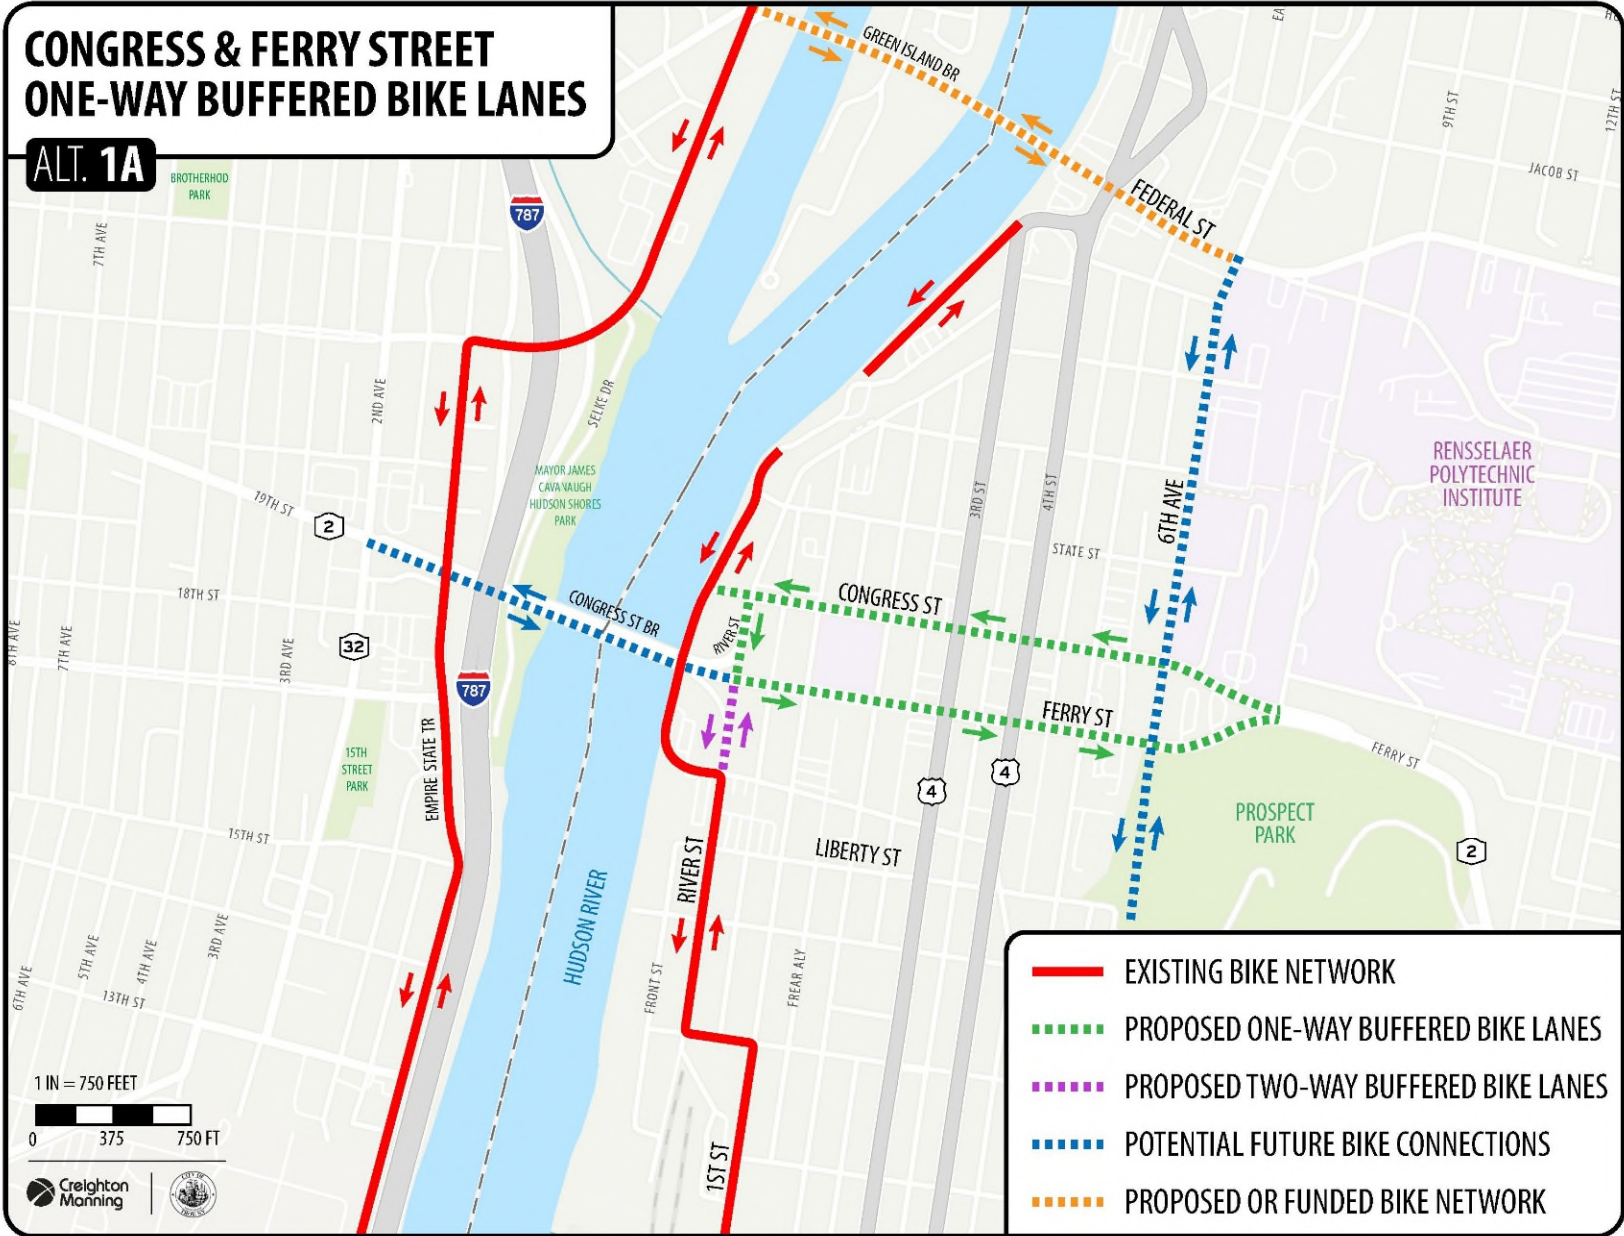 CONGRESS & FERRY STREET
ONE-WAY BUFFERED BIKE LANES
ALT. 1A
BROTHERHOD
PARK
787
7TH AVE
2ND AVE
SELKE DR
GREEN ISLAND BR
FEDERAL ST
9TH ST
12TH ST
JACOB ST
MAYOR JAMES
CAVANAUGH
HUDSON SHORES
PARK
19TH ST
2
18TH ST
32
3RD AVE
7TH AVE
8TH AVE
787
EMPIRE STATE TR
15TH
STREET
PARK
15TH ST
CONGRESS ST BR
RIVER ST
CONGRESS ST
3RD ST
4TH ST
STATE ST
6TH AVE
RENSSELAER
POLYTECHNIC
INSTITUTE
FERRY ST
FERRY ST
4
4
PROSPECT
PARK
2
LIBERTY ST
RIVER ST
HUDSON RIVER
FRONT ST
FREAR ALY
1ST ST
6TH AVE
5TH AVE
4TH AVE
3RD AVE
13TH ST
1 IN = 750 FEET
0 375 750 FT
Creighton
Manning
EXISTING BIKE NETWORK
PROPOSED ONE-WAY BUFFERED BIKE LANES
PROPOSED TWO-WAY BUFFERED BIKE LANES
POTENTIAL FUTURE BIKE CONNECTIONS
PROPOSED OR FUNDED BIKE NETWORK